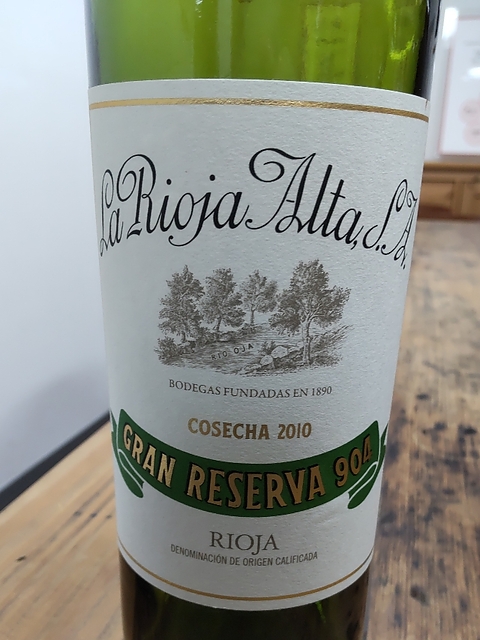 La Rioja Alta, S.A.
RIO OJA
BODEGAS FUNDADAS EN 1890
COSECHA 2010
GRAN RESERVA 904
RIOJA
DENOMINACIÓN DE ORIGEN CALIFICADA